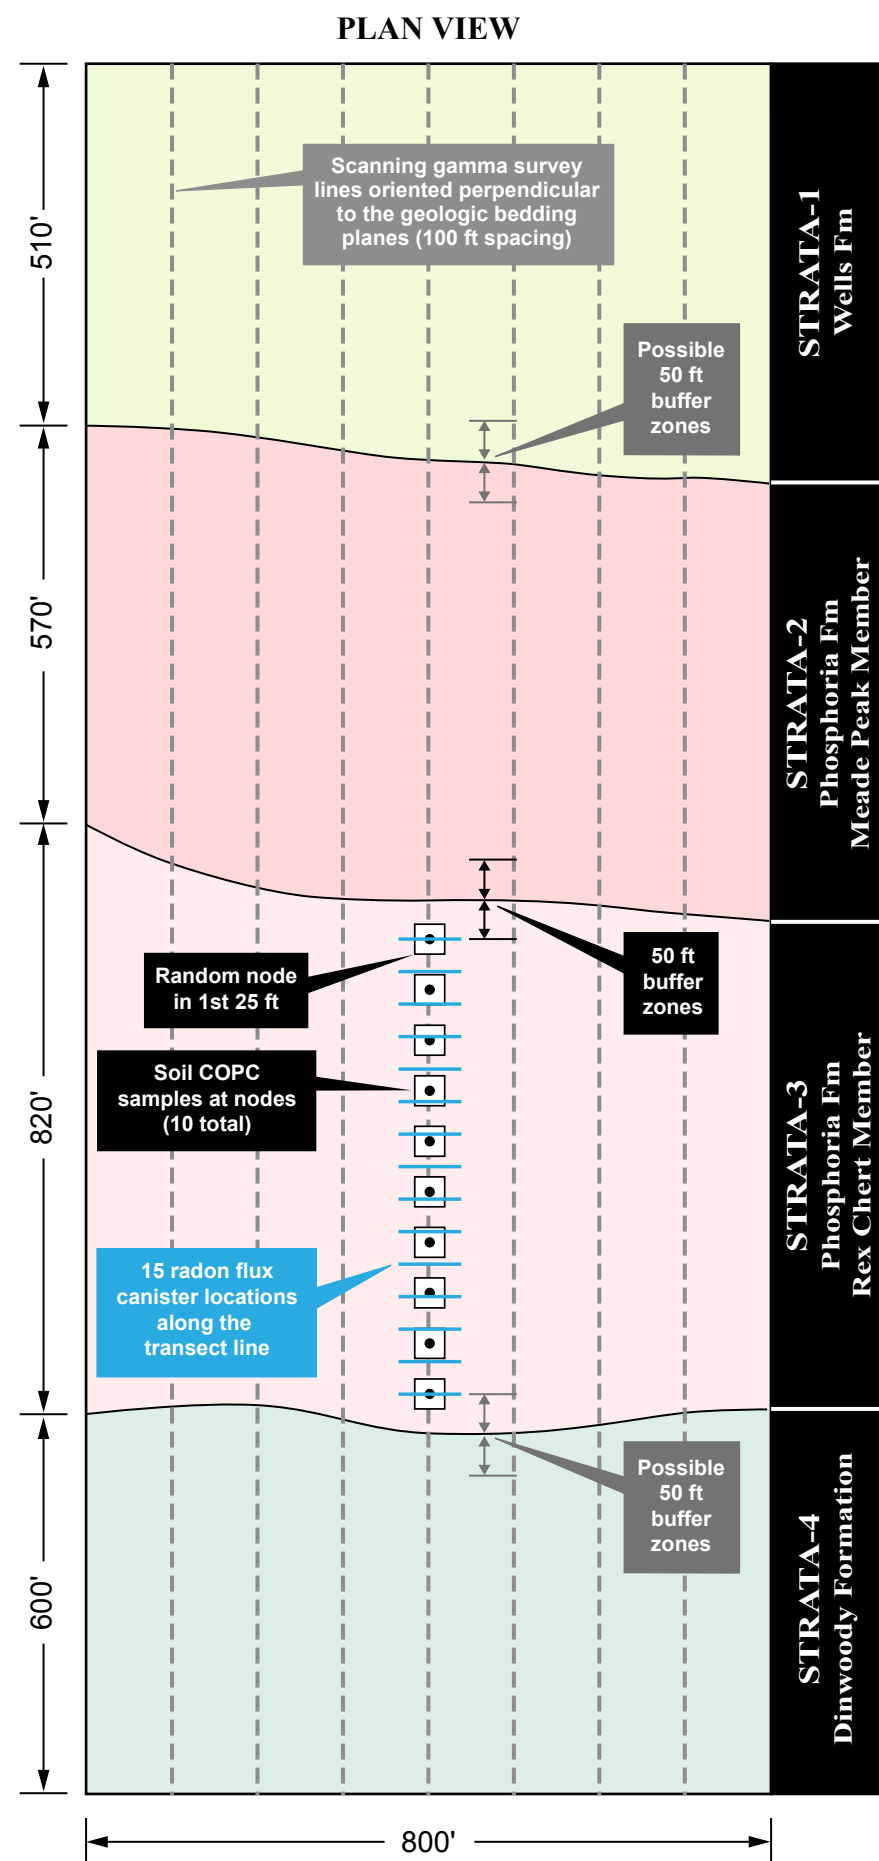 PLAN VIEW
510'
Scanning gamma survey
lines oriented perpendicular
to the geologic bedding
planes (100 ft spacing)
STRATA-1
Wells Fm
Possible
50 ft
buffer
zones
570'
STRATA-2
Phosphoria Fm
Meade Peak Member
Random node
in 1st 25 ft
50 ft
buffer
zones
820'
Soil COPC
samples at nodes
(10 total)
STRATA-3
Phosphoria Fm
Rex Chert Member
15 radon flux
canister locations
along the
transect line
Possible
50 ft
buffer
zones
600'
STRATA-4
Dinwoody Formation
800'